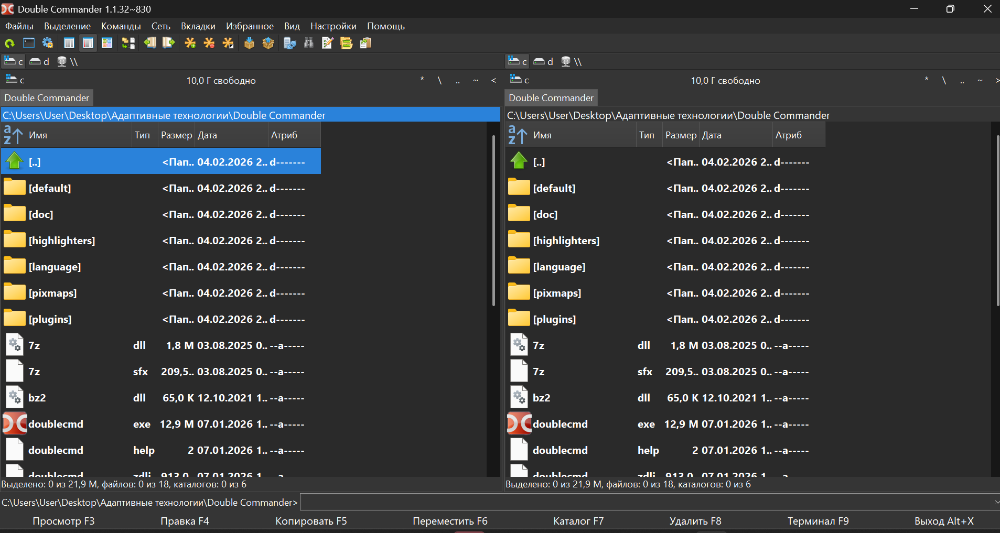 Double Commander 1.1.32~830
Файлы Выделение Команды Сеть Вкладки Избранное Вид Настройки Помощь
c d \\
c 10,0 Г свободно * \ .. ~ <
Double Commander
C:\Users\User\Desktop\Адаптивные технологии\Double Commander
Имя Тип Размер Дата Атриб
[..] <Пап.. 04.02.2026 2.. d-------
[default] <Пап.. 04.02.2026 2.. d-------
[doc] <Пап.. 04.02.2026 2.. d-------
[highlighters] <Пап.. 04.02.2026 2.. d-------
[language] <Пап.. 04.02.2026 2.. d-------
[pixmaps] <Пап.. 04.02.2026 2.. d-------
[plugins] <Пап.. 04.02.2026 2.. d-------
7z dll 1,8 M 03.08.2025 0.. --a-----
7z sfx 209,5.. 03.08.2025 0.. --a-----
bz2 dll 65,0 K 12.10.2021 1.. --a-----
doublecmd exe 12,9 M 07.01.2026 1.. --a-----
doublecmd help 2 07.01.2026 1.. --a-----
doublecmd
Выделено: 0 из 21,9 M, файлов: 0 из 18, каталогов: 0 из 6
c d \\
c 10,0 Г свободно * \ .. ~ >
Double Commander
C:\Users\User\Desktop\Адаптивные технологии\Double Commander
Имя Тип Размер Дата Атриб
[..] <Пап.. 04.02.2026 2.. d-------
[default] <Пап.. 04.02.2026 2.. d-------
[doc] <Пап.. 04.02.2026 2.. d-------
[highlighters] <Пап.. 04.02.2026 2.. d-------
[language] <Пап.. 04.02.2026 2.. d-------
[pixmaps] <Пап.. 04.02.2026 2.. d-------
[plugins] <Пап.. 04.02.2026 2.. d-------
7z dll 1,8 M 03.08.2025 0.. --a-----
7z sfx 209,5.. 03.08.2025 0.. --a-----
bz2 dll 65,0 K 12.10.2021 1.. --a-----
doublecmd exe 12,9 M 07.01.2026 1.. --a-----
doublecmd help 2 07.01.2026 1.. --a-----
doublecmd
Выделено: 0 из 21,9 M, файлов: 0 из 18, каталогов: 0 из 6
C:\Users\User\Desktop\Адаптивные технологии\Double Commander>
Просмотр F3 Правка F4 Копировать F5 Переместить F6 Каталог F7 Удалить F8 Терминал F9 Выход Alt+X